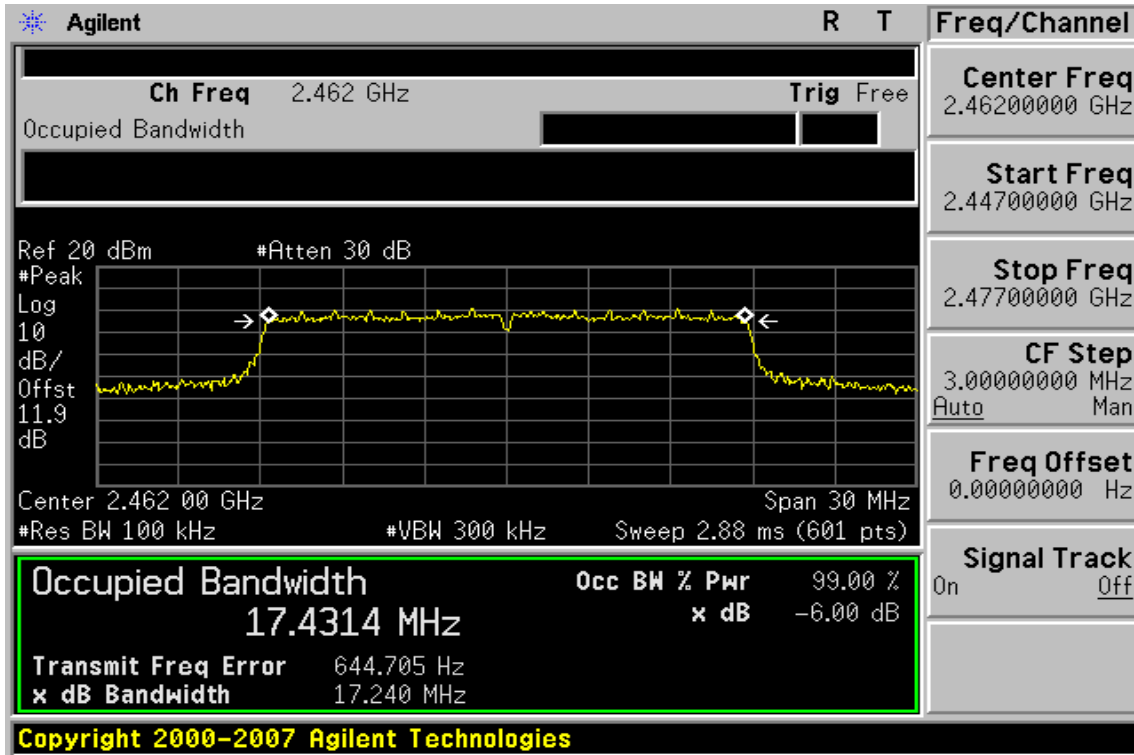 Agilent R T
Ch Freq 2.462 GHz Trig Free
Occupied Bandwidth
Ref 20 dBm #Atten 30 dB
#Peak
Log
10
dB/
Offst
11.9
dB
Center 2.462 00 GHz Span 30 MHz
#Res BW 100 kHz #VBW 300 kHz Sweep 2.88 ms (601 pts)
Occupied Bandwidth
17.4314 MHz
Occ BW % Pwr 99.00 %
x dB -6.00 dB
Transmit Freq Error 644.705 Hz
x dB Bandwidth 17.240 MHz
Copyright 2000-2007 Agilent Technologies
Freq/Channel
Center Freq
2.46200000 GHz
Start Freq
2.44700000 GHz
Stop Freq
2.47700000 GHz
CF Step
3.00000000 MHz
Auto Man
Freq Offset
0.00000000 Hz
Signal Track
On Off